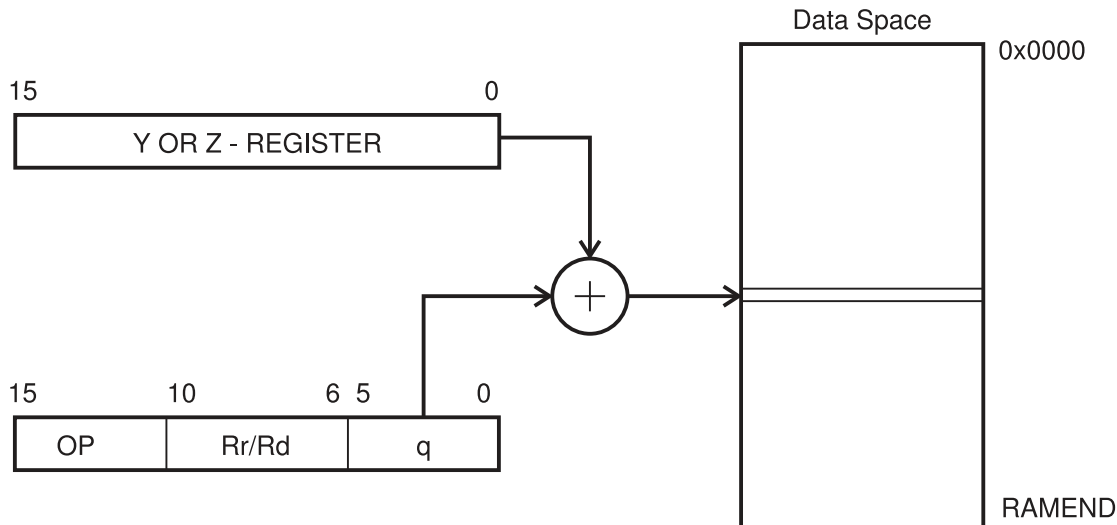 Data Space
0x0000
15 0
Y OR Z - REGISTER
+
15 10 6 5 0
OP Rr/Rd q
RAMEND